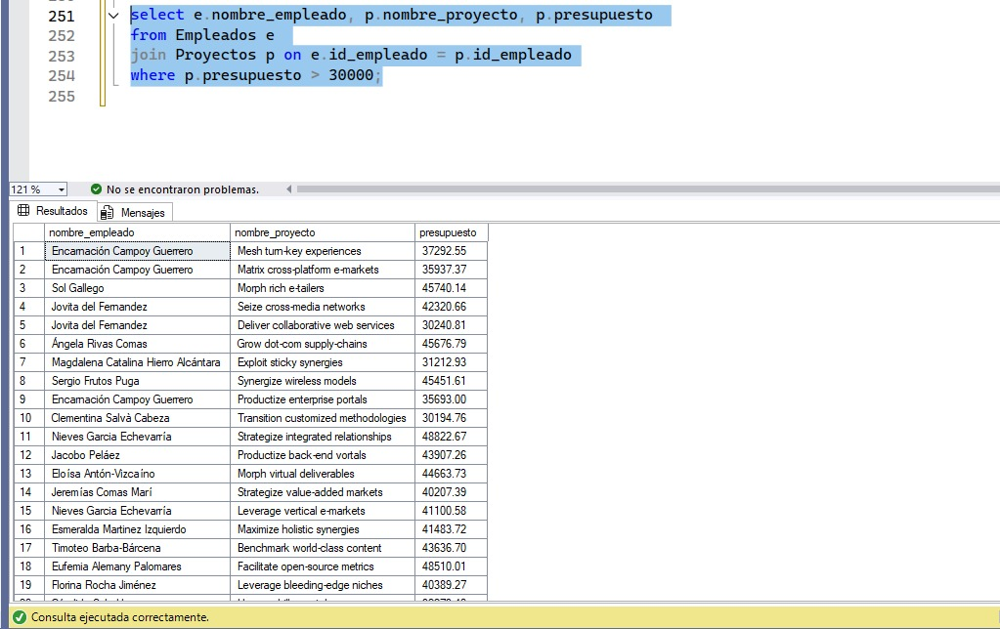 251 select e.nombre_empleado, p.nombre_proyecto, p.presupuesto
252 from Empleados e
253 join Proyectos p on e.id_empleado = p.id_empleado
254 where p.presupuesto > 30000;
255
121 % No se encontraron problemas.
Resultados Mensajes
nombre_empleado nombre_proyecto presupuesto
1 Encarnación Campoy Guerrero Mesh turn-key experiences 37292.55
2 Encarnación Campoy Guerrero Matrix cross-platform e-markets 35937.37
3 Sol Gallego Morph rich e-tailers 45740.14
4 Jovita del Fernandez Seize cross-media networks 42320.66
5 Jovita del Fernandez Deliver collaborative web services 30240.81
6 Ángela Rivas Comas Grow dot-com supply-chains 45676.79
7 Magdalena Catalina Hierro Alcántara Exploit sticky synergies 31212.93
8 Sergio Frutos Puga Synergize wireless models 45451.61
9 Encarnación Campoy Guerrero Productize enterprise portals 35693.00
10 Clementina Salvà Cabeza Transition customized methodologies 30194.76
11 Nieves Garcia Echevarría Strategize integrated relationships 48822.67
12 Jacobo Peláez Productize back-end vortals 43907.26
13 Eloísa Antón-Vizcaíno Morph virtual deliverables 44663.73
14 Jeremías Comas Marí Strategize value-added markets 40207.39
15 Nieves Garcia Echevarría Leverage vertical e-markets 41100.58
16 Esmeralda Martinez Izquierdo Maximize holistic synergies 41483.72
17 Timoteo Barba-Bárcena Benchmark world-class content 43636.70
18 Eufemia Alemany Palomares Facilitate open-source metrics 48510.01
19 Florina Rocha Jiménez Leverage bleeding-edge niches 40389.27
Consulta ejecutada correctamente.